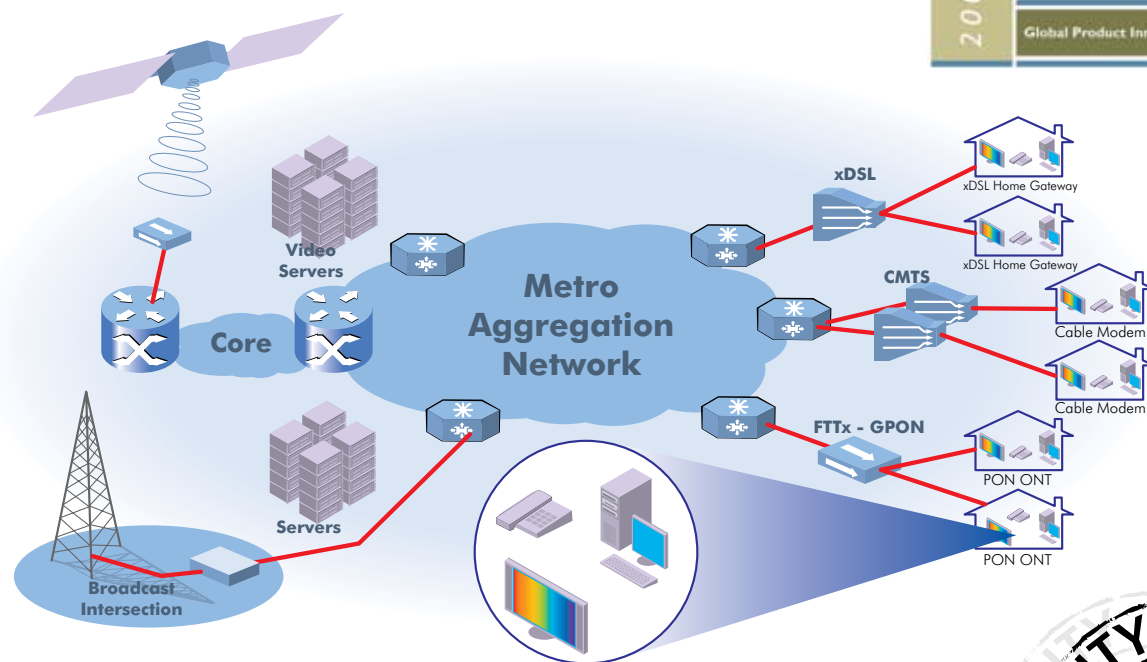 200
Global Product Inn
xDSL
xDSL Home Gateway
Video
Servers
xDSL Home Gateway
CMTS
Metro
Aggregation
Network
Core
Cable Modem
Cable Modem
FTTx - GPON
PON ONT
Servers
PON ONT
Broadcast
Intersection